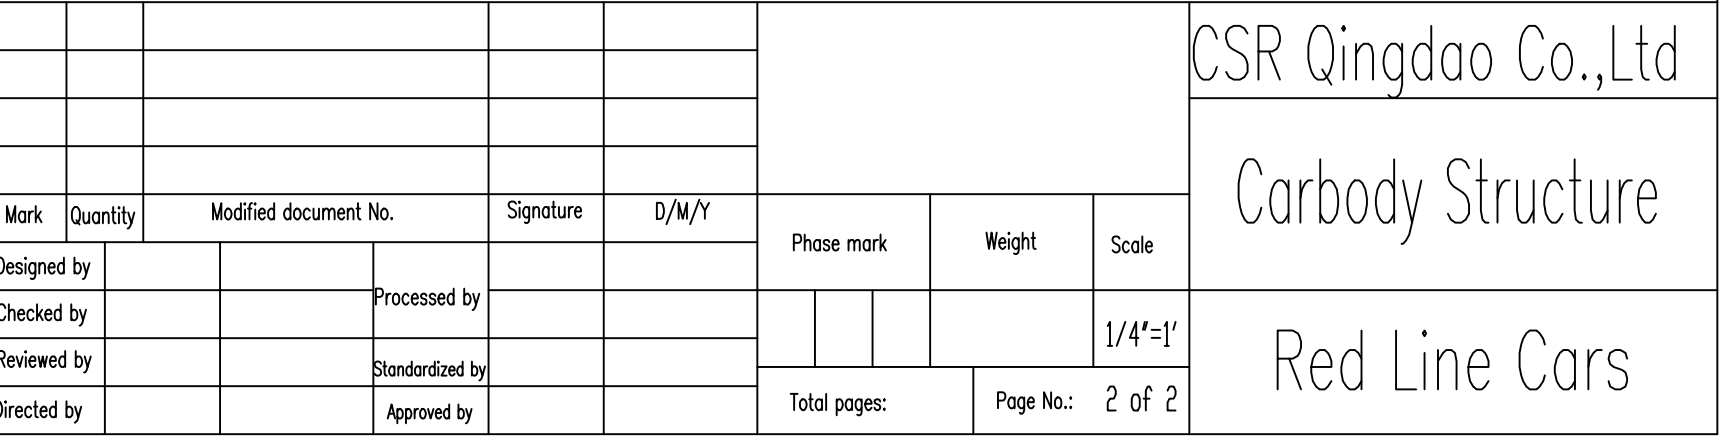 CSR Qingdao Co.,Ltd
Carbody Structure
Mark Quantity Modified document No. Signature D/M/Y
Phase mark Weight Scale
Designed by
Processed by
Checked by
1/4"=1'
Red Line Cars
Reviewed by
Standardized by
Directed by Approved by
Total pages: Page No.: 2 of 2